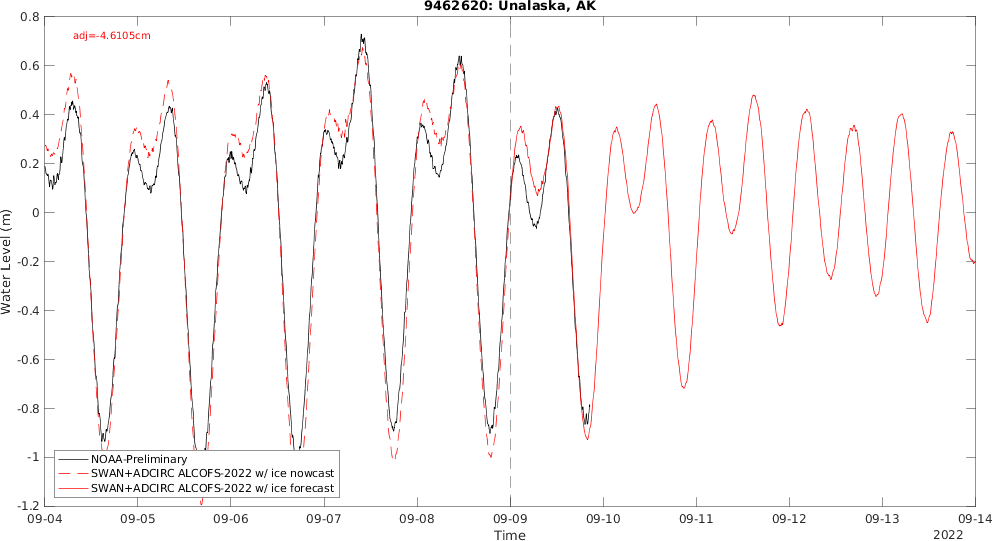 9462620: Unalaska, AK
adj=-4.6105cm
Water Level (m)
0.8
0.6
0.4
0.2
0
-0.2
-0.4
-0.6
-0.8
-1
-1.2
NOAA-Preliminary
SWAN+ADCIRC ALCOFS-2022 w/ ice nowcast
SWAN+ADCIRC ALCOFS-2022 w/ ice forecast
09-04 09-05 09-06 09-07 09-08 09-09 09-10 09-11 09-12 09-13 09-14
Time
2022